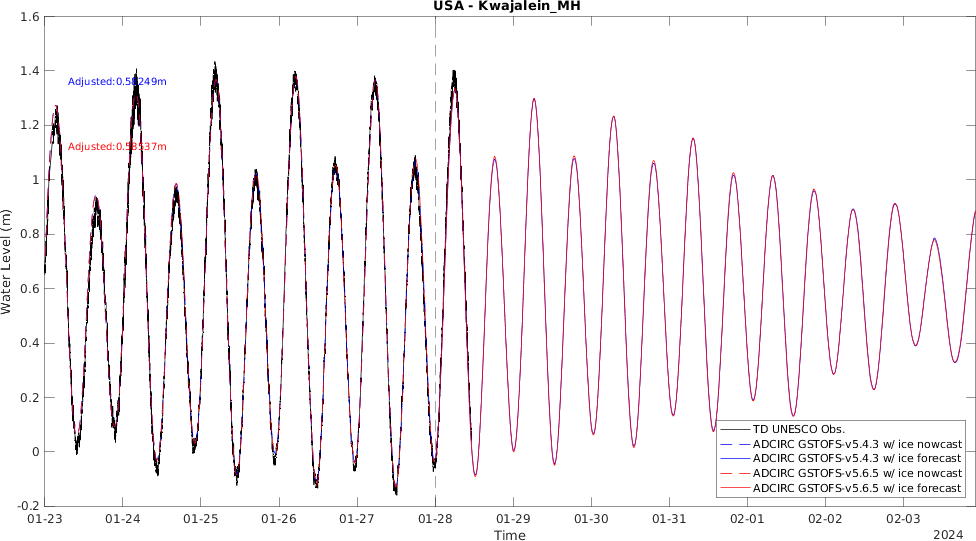 USA - Kwajalein_MH
1.6
1.4
1.2
1
0.8
0.6
0.4
0.2
0
-0.2
Water Level (m)
Adjusted:0.58249m
Adjusted:0.58537m
TD UNESCO Obs.
ADCIRC GSTOFS-v5.4.3 w/ ice nowcast
ADCIRC GSTOFS-v5.4.3 w/ ice forecast
ADCIRC GSTOFS-v5.6.5 w/ ice nowcast
ADCIRC GSTOFS-v5.6.5 w/ ice forecast
01-23 01-24 01-25 01-26 01-27 01-28 01-29 01-30 01-31 02-01 02-02 02-03
Time
2024